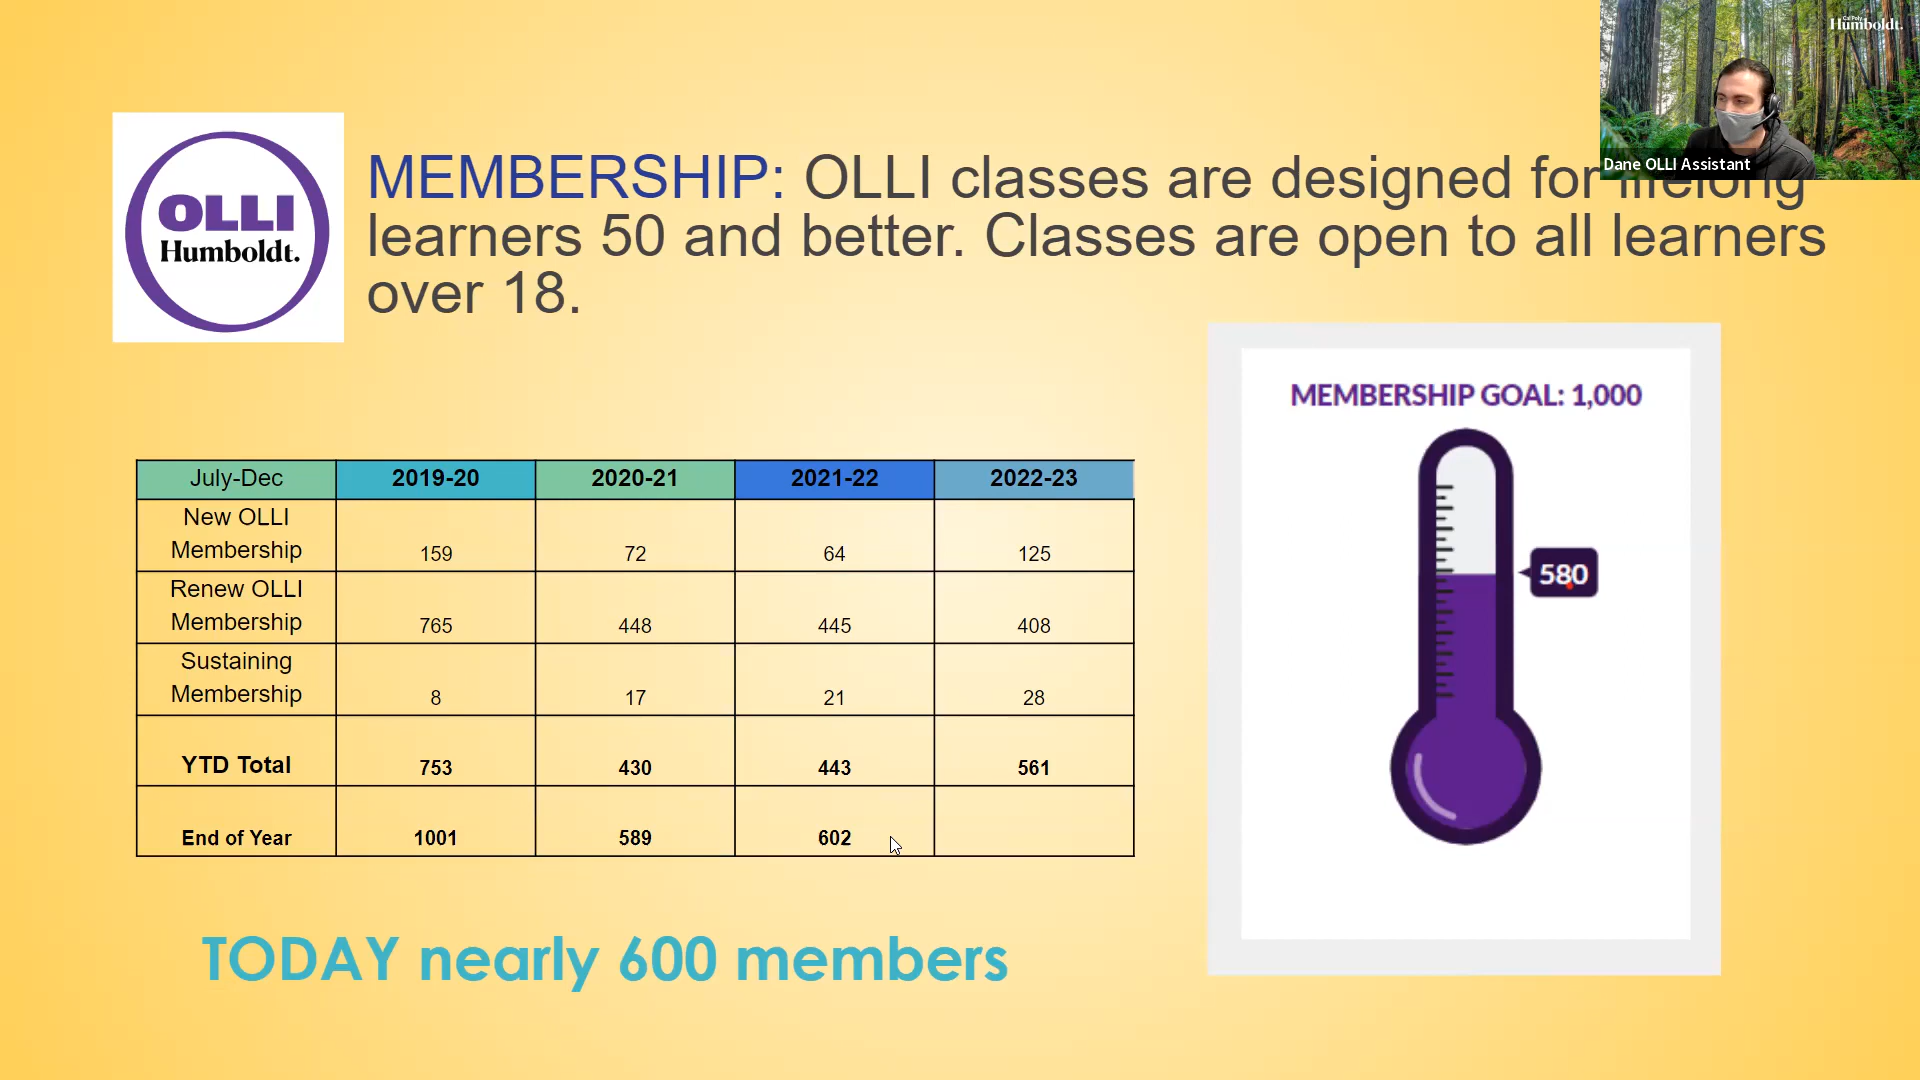 Cal Poly
Humboldt.
Dane OLLI Assistant
OLLI
Humboldt.
MEMBERSHIP: OLLI classes are designed for lifelong
learners 50 and better. Classes are open to all learners
over 18.
MEMBERSHIP GOAL: 1,000
580
July-Dec 2019-20 2020-21 2021-22 2022-23
New OLLI
Membership 159 72 64 125
Renew OLLI
Membership 765 448 445 408
Sustaining
Membership 8 17 21 28
YTD Total 753 430 443 561
End of Year 1001 589 602
TODAY nearly 600 members